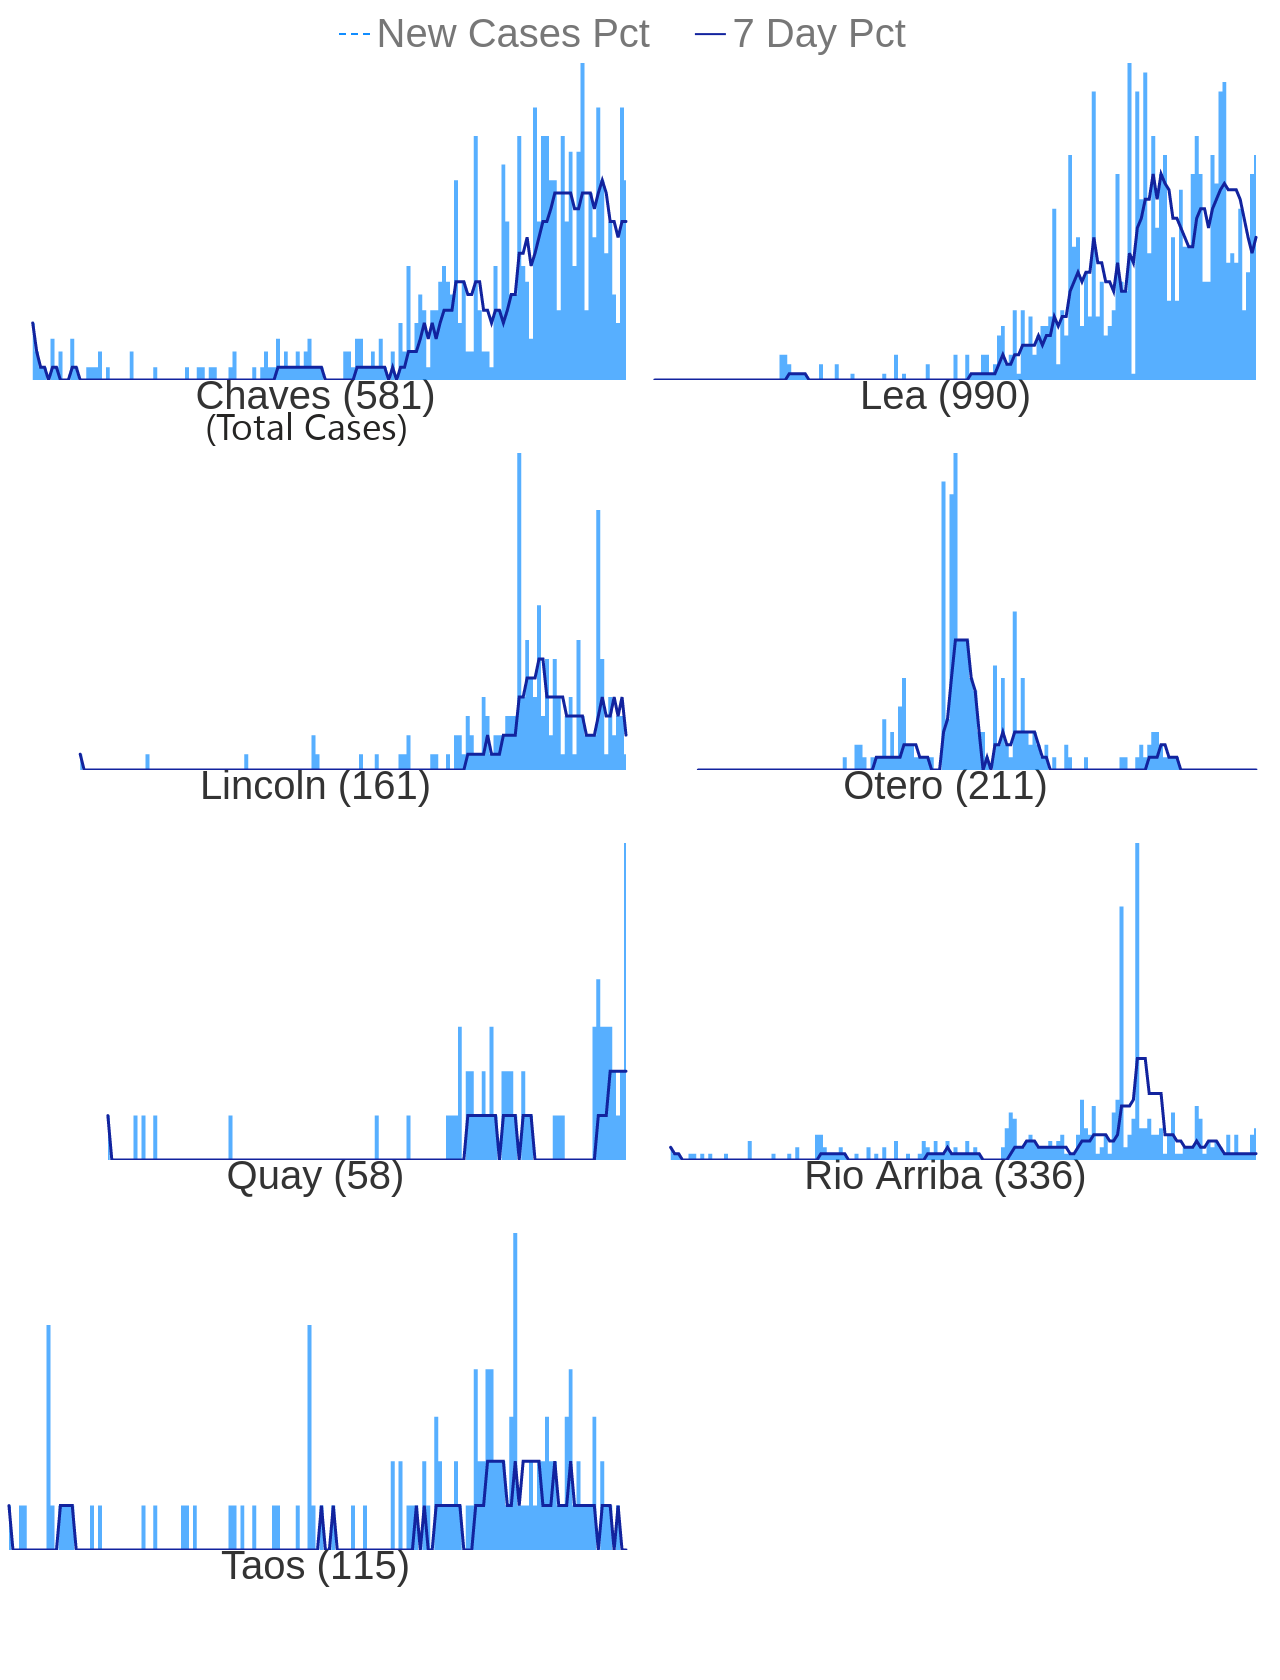 New Cases Pct 7 Day Pct
Chaves (581) Lea (990)
(Total Cases)
Lincoln (161) Otero (211)
Quay (58) Rio Arriba (336)
Taos (115)